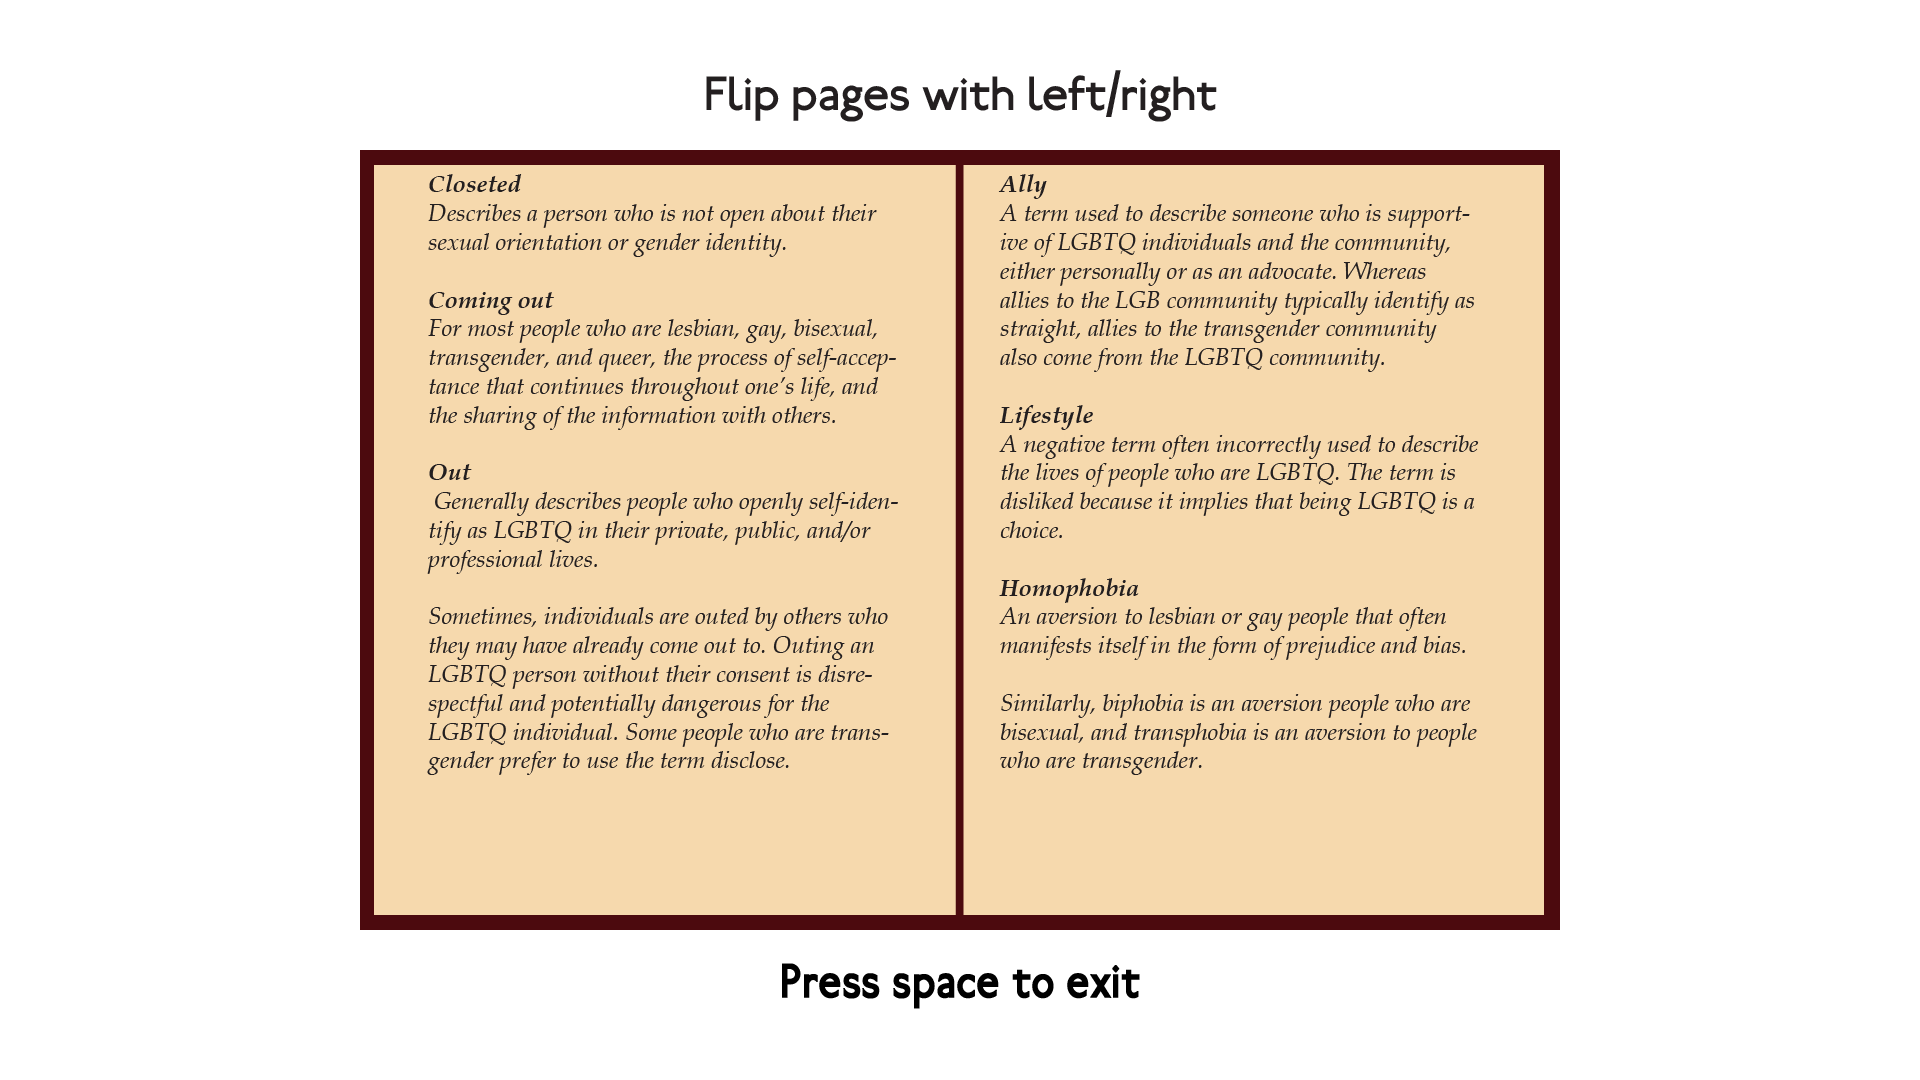 Flip pages with left/right
Closeted
Describes a person who is not open about their
sexual orientation or gender identity.
Coming out
For most people who are lesbian, gay, bisexual,
transgender, and queer, the process of self-accep-
tance that continues throughout one’s life, and
the sharing of the information with others.
Out
Generally describes people who openly self-iden-
tify as LGBTQ in their private, public, and/or
professional lives.
Sometimes, individuals are outed by others who
they may have already come out to. Outing an
LGBTQ person without their consent is disre-
spectful and potentially dangerous for the
LGBTQ individual. Some people who are trans-
gender prefer to use the term disclose.
Ally
A term used to describe someone who is support-
ive of LGBTQ individuals and the community,
either personally or as an advocate. Whereas
allies to the LGB community typically identify as
straight, allies to the transgender community
also come from the LGBTQ community.
Lifestyle
A negative term often incorrectly used to describe
the lives of people who are LGBTQ. The term is
disliked because it implies that being LGBTQ is a
choice.
Homophobia
An aversion to lesbian or gay people that often
manifests itself in the form of prejudice and bias.
Similarly, biphobia is an aversion people who are
bisexual, and transphobia is an aversion to people
who are transgender.
Press space to exit